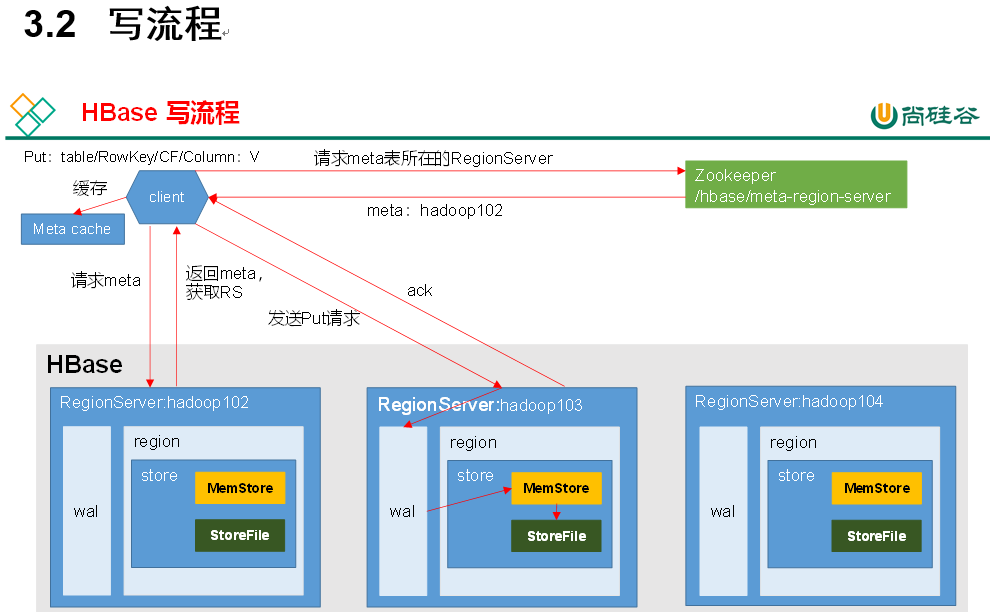 3.2 写流程
HBase 写流程
尚硅谷
Put：table/RowKey/CF/Column：V
请求meta表所在的RegionServer
Zookeeper
/hbase/meta-region-server
缓存
client
meta：hadoop102
Meta cache
请求meta
返回meta，
获取RS
ack
发送Put请求
HBase
RegionServer:hadoop102
RegionServer:hadoop103
RegionServer:hadoop104
region
region
region
store
MemStore
store
MemStore
store
MemStore
wal
wal
wal
StoreFile
StoreFile
StoreFile